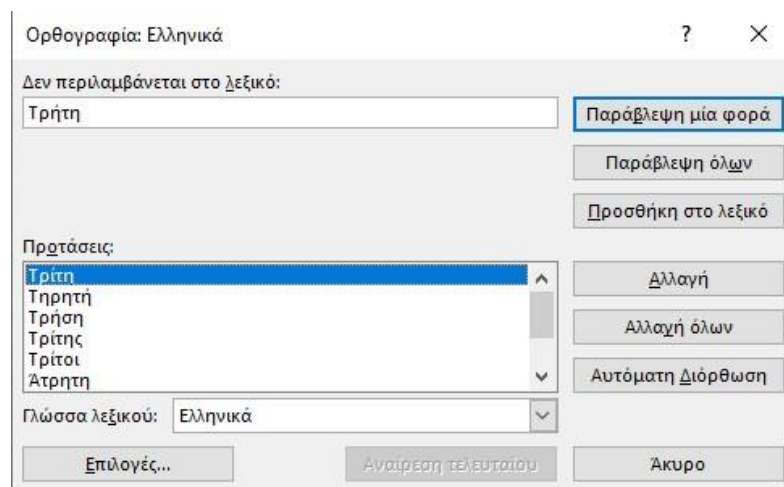 Ορθογραφία: Ελληνικά
Δεν περιλαμβάνεται στο λεξικό:
Τρήτη
Παράβλεψη μία φορά
Παράβλεψη όλων
Προσθήκη στο λεξικό
Προτάσεις:
Τρίτη
Τηρητή
Τρήση
Τρίτης
Τρίτοι
Άτρητη
Αλλαγή
Αλλαγή όλων
Αυτόματη Διόρθωση
Γλώσσα λεξικού: Ελληνικά
Επιλογές... Αναίρεση τελευταίου Άκυρο